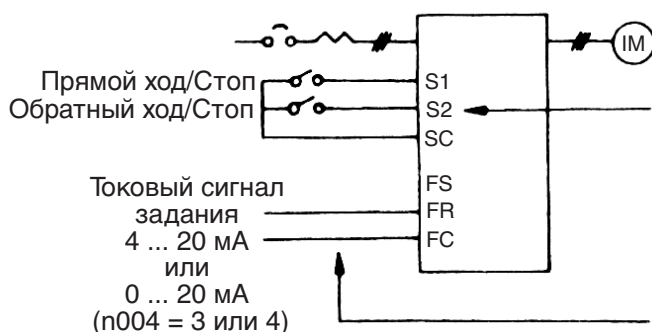 IM
Прямой ход/Стоп
S1
Обратный ход/Стоп
S2
SC
Токовый сигнал
задания
4 ... 20 мА
или
0 ... 20 мА
(n004 = 3 или 4)
FS
FR
FC